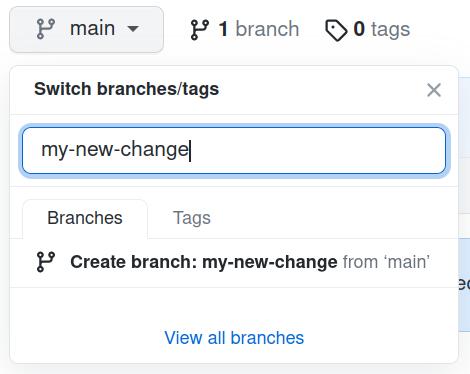 main 1 branch 0 tags
Switch branches/tags
my-new-change
Branches Tags
Create branch: my-new-change from ‘main’
View all branches